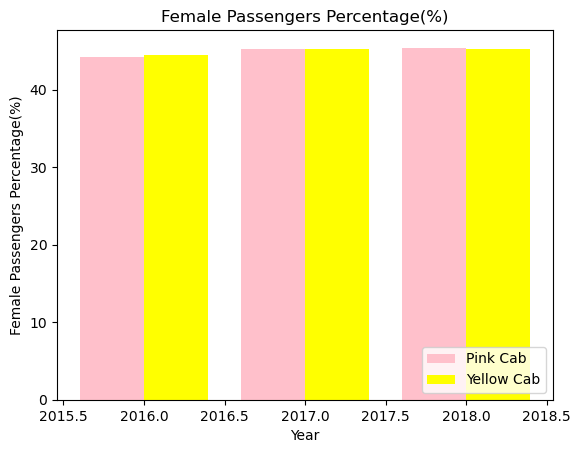 Female Passengers Percentage(%)
Female Passengers Percentage(%)
40
30
20
10
0
Pink Cab
Yellow Cab
2015.5 2016.0 2016.5 2017.0 2017.5 2018.0 2018.5
Year